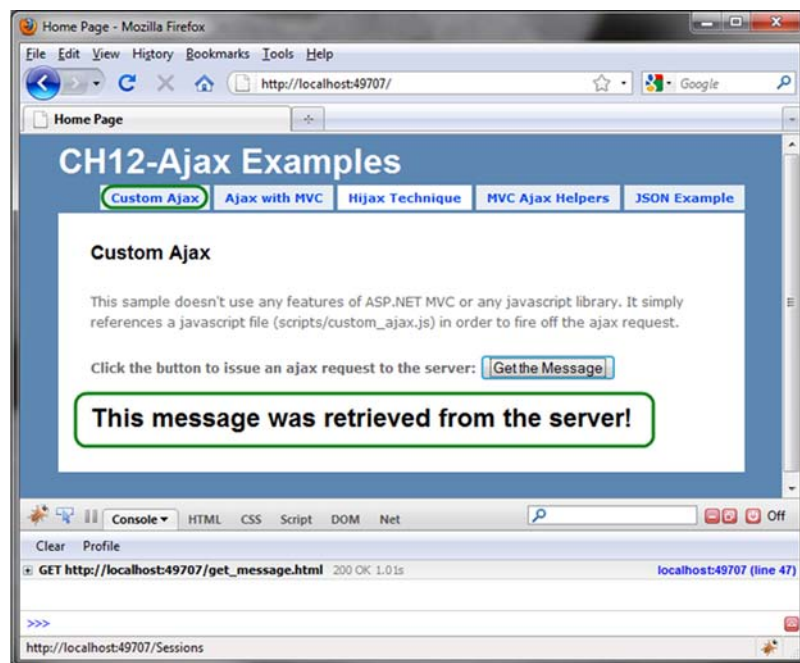 Home Page - Mozilla Firefox
File Edit View History Bookmarks Tools Help
http://localhost:49707/
Google
Home Page
CH12-Ajax Examples
Custom Ajax Ajax with MVC Hijax Technique MVC Ajax Helpers JSON Example
Custom Ajax
This sample doesn't use any features of ASP.NET MVC or any javascript library. It simply
references a javascript file (scripts/custom_ajax.js) in order to fire off the ajax request.
Click the button to issue an ajax request to the server: Get the Message
This message was retrieved from the server!
Console HTML CSS Script DOM Net Off
Clear Profile
GET http://localhost:49707/get_message.html 200 OK 1.01s localhost:49707 (line 47)
>>>
http://localhost:49707/Sessions